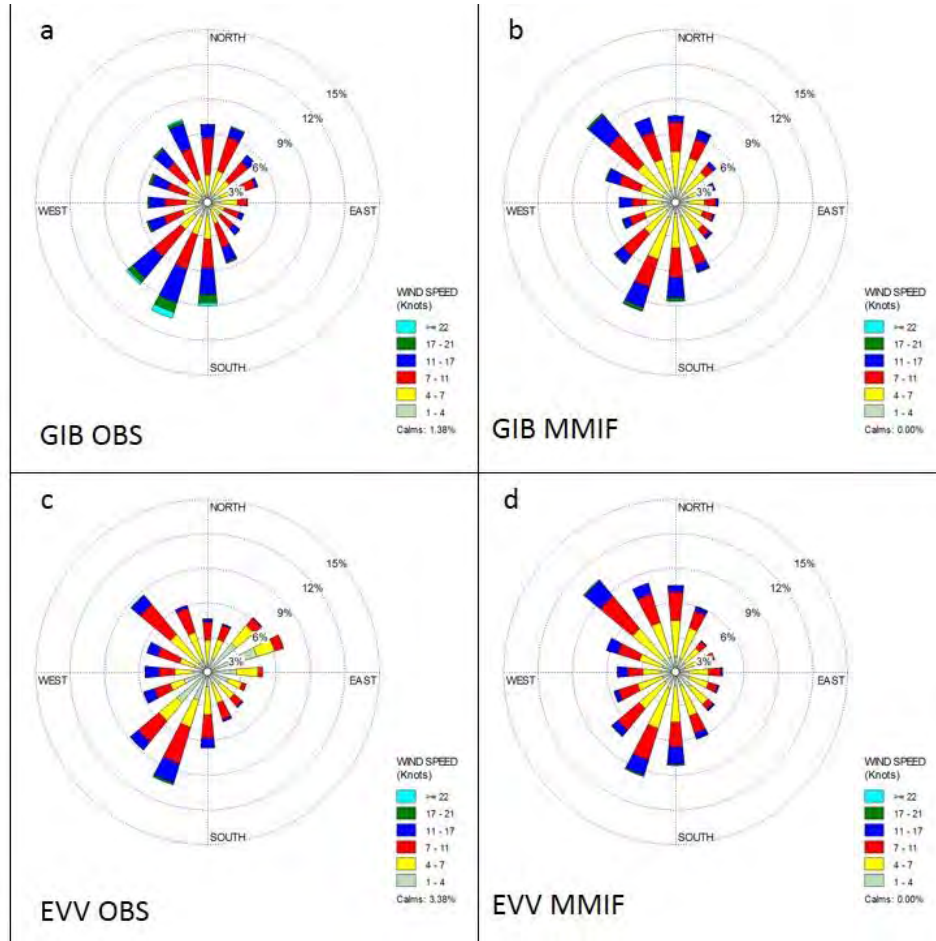 a
NORTH
15%
12%
9%
6%
3%
WEST
EAST
SOUTH
WIND SPEED
(Knots)
>= 22
17 - 21
11 - 17
7 - 11
4 - 7
1 - 4
Calms: 1.38%
GIB OBS
b
NORTH
15%
12%
9%
6%
3%
WEST
EAST
SOUTH
WIND SPEED
(Knots)
>= 22
17 - 21
11 - 17
7 - 11
4 - 7
1 - 4
Calms: 0.00%
GIB MMIF
c
NORTH
15%
12%
9%
6%
3%
WEST
EAST
SOUTH
WIND SPEED
(Knots)
>= 22
17 - 21
11 - 17
7 - 11
4 - 7
1 - 4
Calms: 3.38%
EVV OBS
d
NORTH
15%
12%
9%
6%
3%
WEST
EAST
SOUTH
WIND SPEED
(Knots)
>= 22
17 - 21
11 - 17
7 - 11
4 - 7
1 - 4
Calms: 0.00%
EVV MMIF